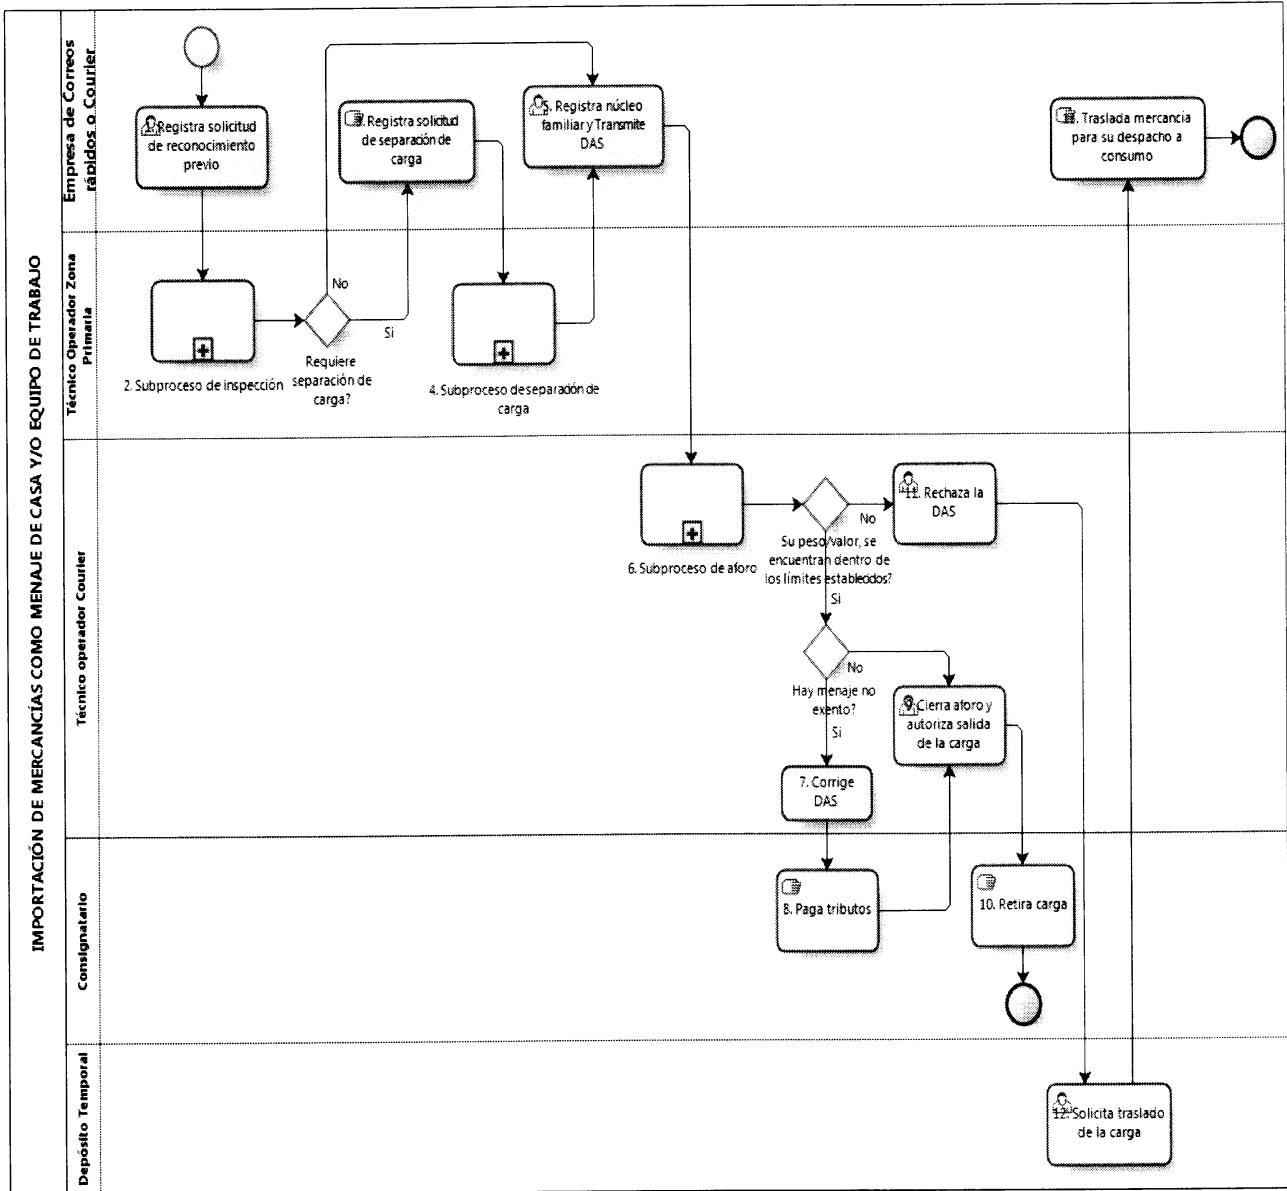 IMPORTACIÓN DE MERCANCÍAS COMO MENAJE DE CASA Y/O EQUIPO DE TRABAJO
Empresa de Correos
rápidos o Courier
Registra solicitud
de reconocimiento
previo
Registra solicitud
de separación de
carga
5. Registra núcleo
familiar y Transmite
DAS
Traslada mercancia
para su despacho a
consumo
Técnico Operador Zona
Primaria
2. Subproceso de inspección
No
Si
Requiere
separación de
carga?
4. Subproceso de separación de
carga
Técnico operador Courier
6. Subproceso de aforo
No
Su peso/valor, se
encuentran dentro de
los límites establecidos?
Si
11. Rechaza la
DAS
No
Hay menaje no
exento?
Si
Cierra aforo y
autoriza salida
de la carga
7. Corrige
DAS
Consignatario
8. Paga tributos
10. Retira carga
Depósito Temporal
12. Solicita traslado
de la carga